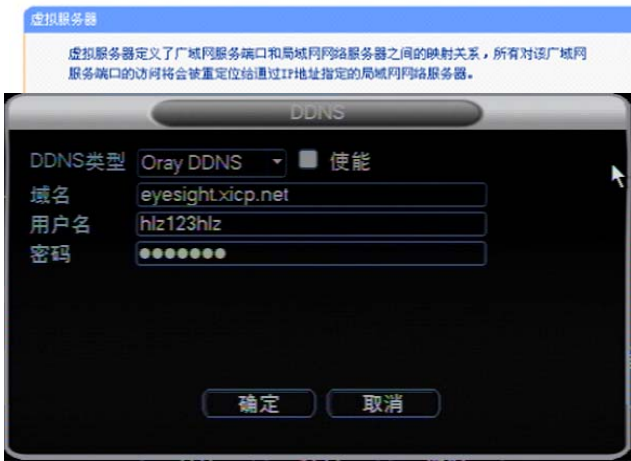 虚拟服务器
虚拟服务器定义了广域网服务端口和局域网网络服务器之间的映射关系，所有对该广域网
服务端口的访问将会被重定位给通过IP地址指定的局域网网络服务器。
DDNS
DDNS类型 Oray DDNS 使能
域名 eyesight.xicp.net
用户名 hlz123hlz
密码 ●●●●●●●
确定 取消